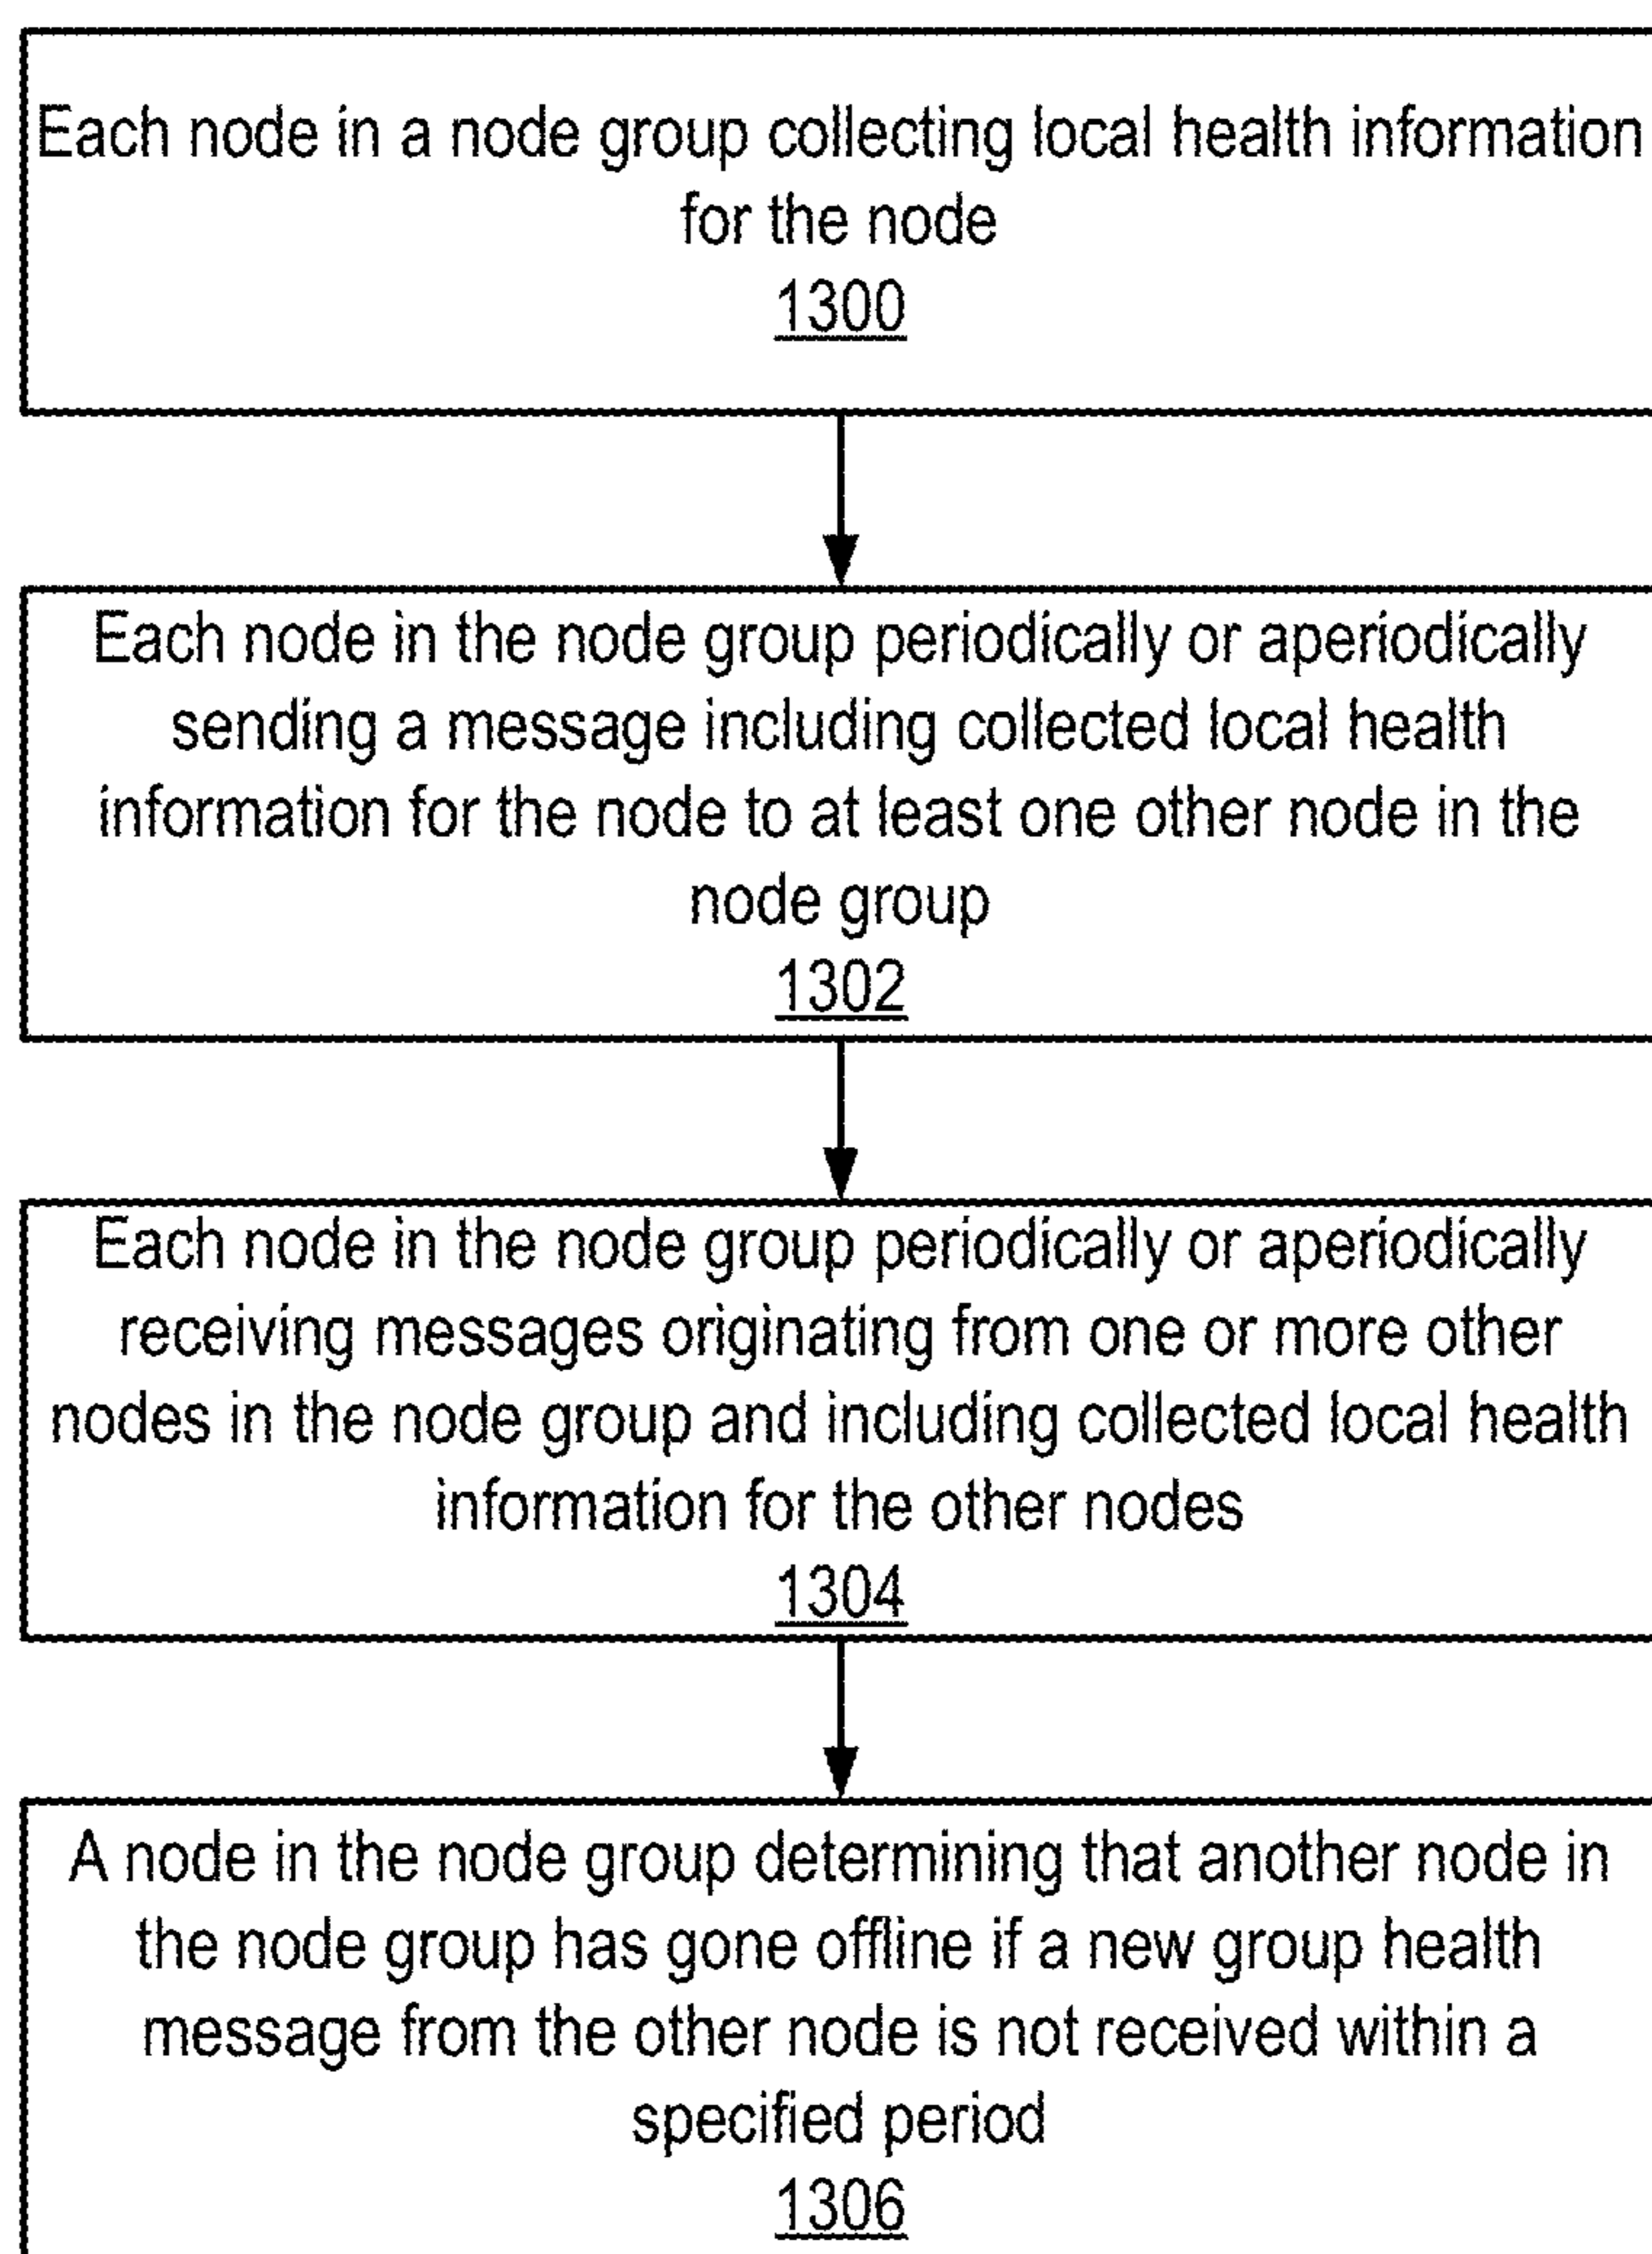 Each node in a node group collecting local health information
for the node
1300
Each node in the node group periodically or aperiodically
sending a message including collected local health
information for the node to at least one other node in the
node group
1302
Each node in the node group periodically or aperiodically
receiving messages originating from one or more other
nodes in the node group and including collected local health
information for the other nodes
1304
A node in the node group determining that another node in
the node group has gone offline if a new group health
message from the other node is not received within a
specified period
1306